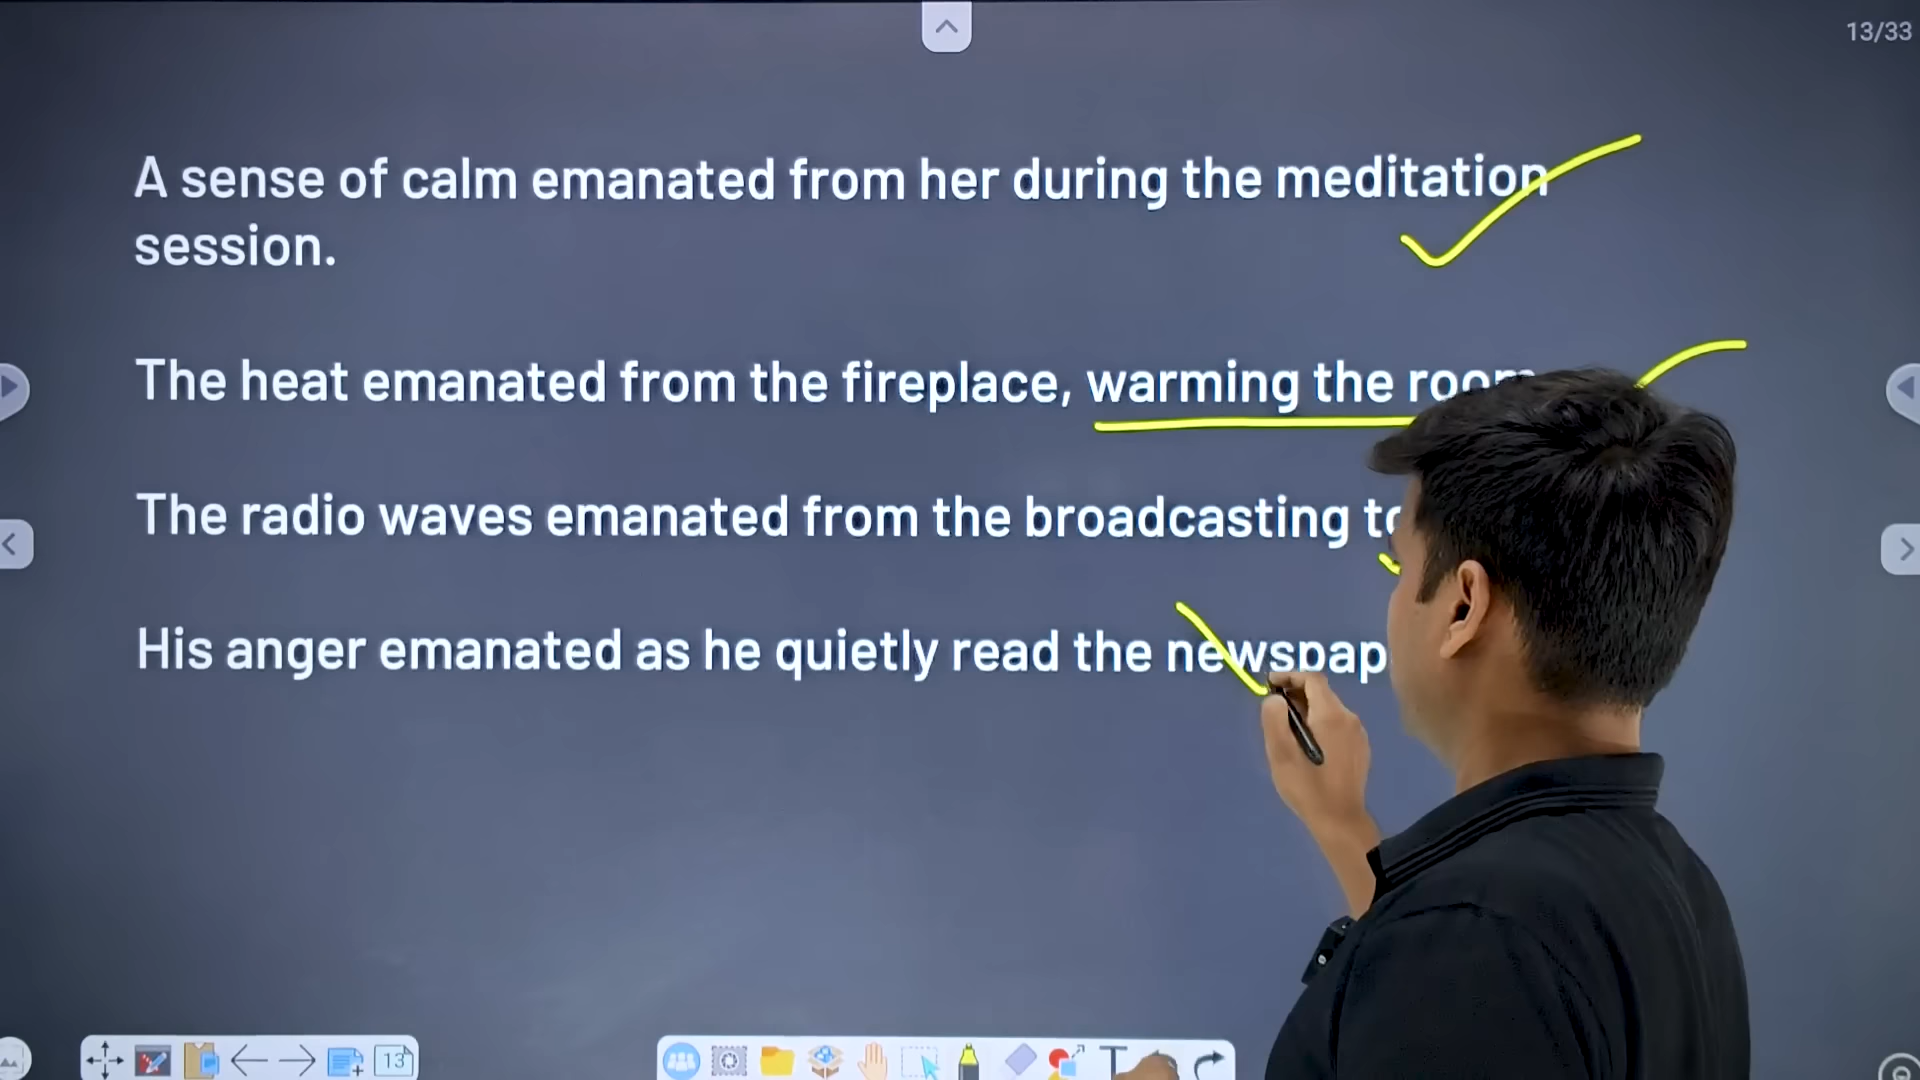 13/33
A sense of calm emanated from her during the meditation
session.
The heat emanated from the fireplace, warming the room
The radio waves emanated from the broadcasting
His anger emanated as he quietly read the
13